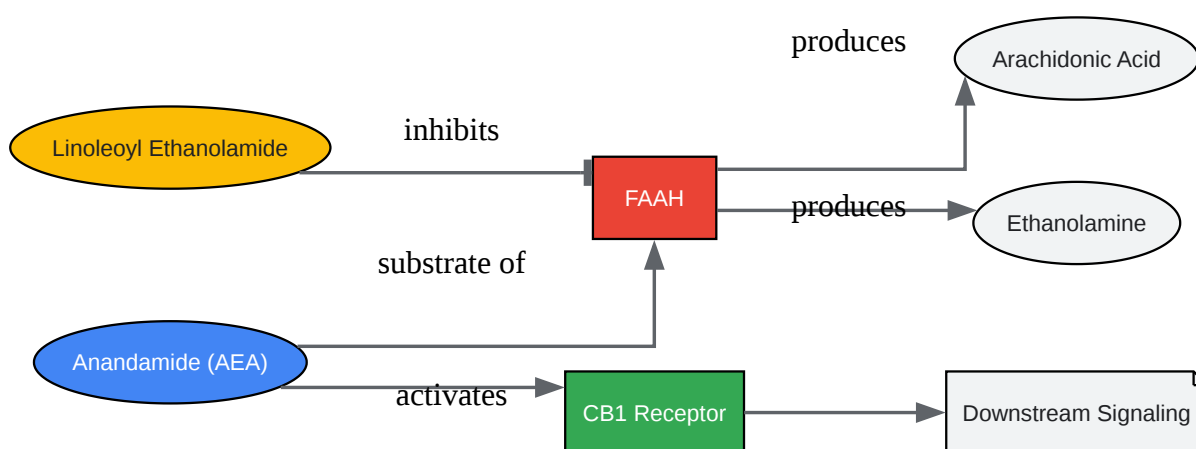 produces
Arachidonic Acid
inhibits
Linoleoyl Ethanolamide
FAAH
produces
Ethanolamine
substrate of
Anandamide (AEA)
activates
CB1 Receptor
Downstream Signaling